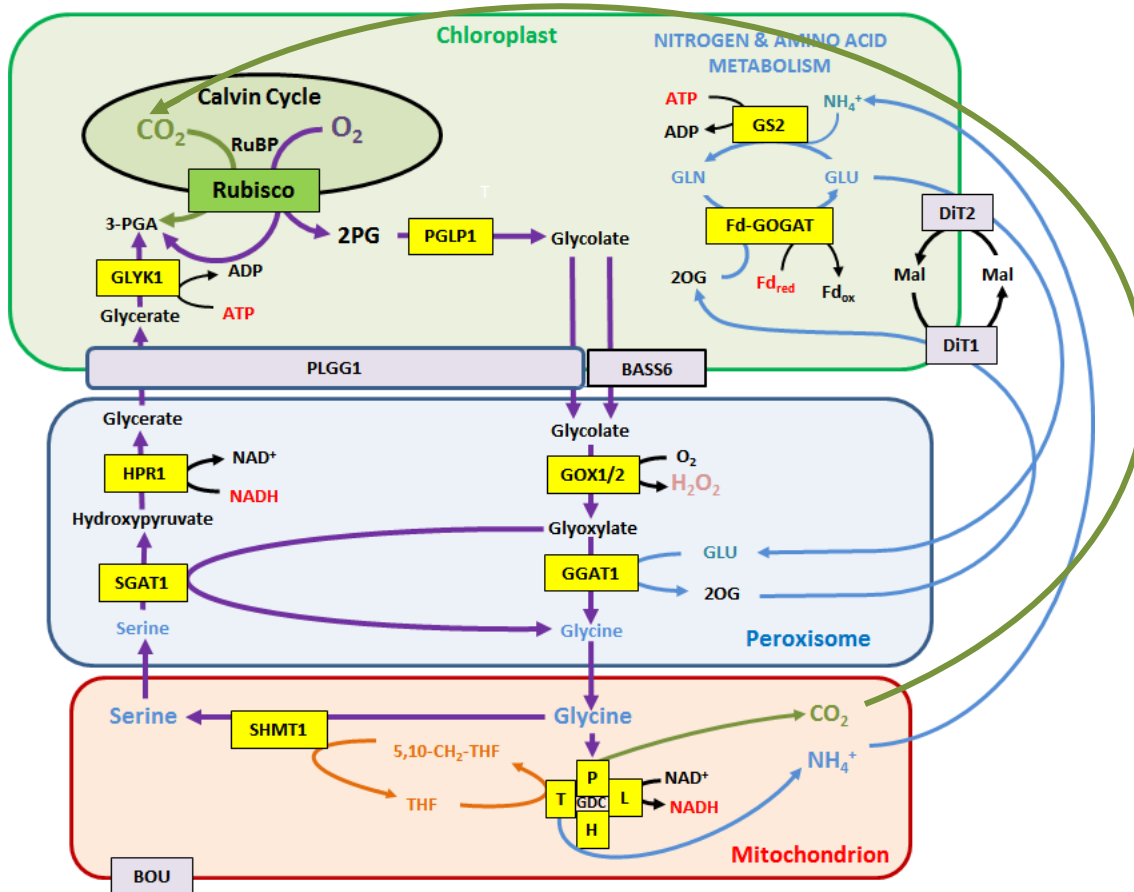 Chloroplast
NITROGEN & AMINO ACID
METABOLISM
Calvin Cycle
CO₂
RuBP
O₂
Rubisco
ATP
ADP
GS2
NH₄⁺
GLN
GLU
T
3-PGA
2PG
PGLP1
Glycolate
Fd-GOGAT
DiT2
GLYK1
ADP
ATP
Glycerate
2OG
Fd_red
Fd_ox
Mal
Mal
DiT1
PLGG1
BASS6
Glycerate
Glycolate
HPR1
NAD⁺
NADH
GOX1/2
O₂
H₂O₂
Hydroxypyruvate
Glyoxylate
SGAT1
GGAT1
GLU
2OG
Serine
Glycine
Peroxisome
Serine
SHMT1
Glycine
CO₂
5,10-CH₂-THF
THF
NH₄⁺
P
T
GDC
L
H
NAD⁺
NADH
Mitochondrion
BOU